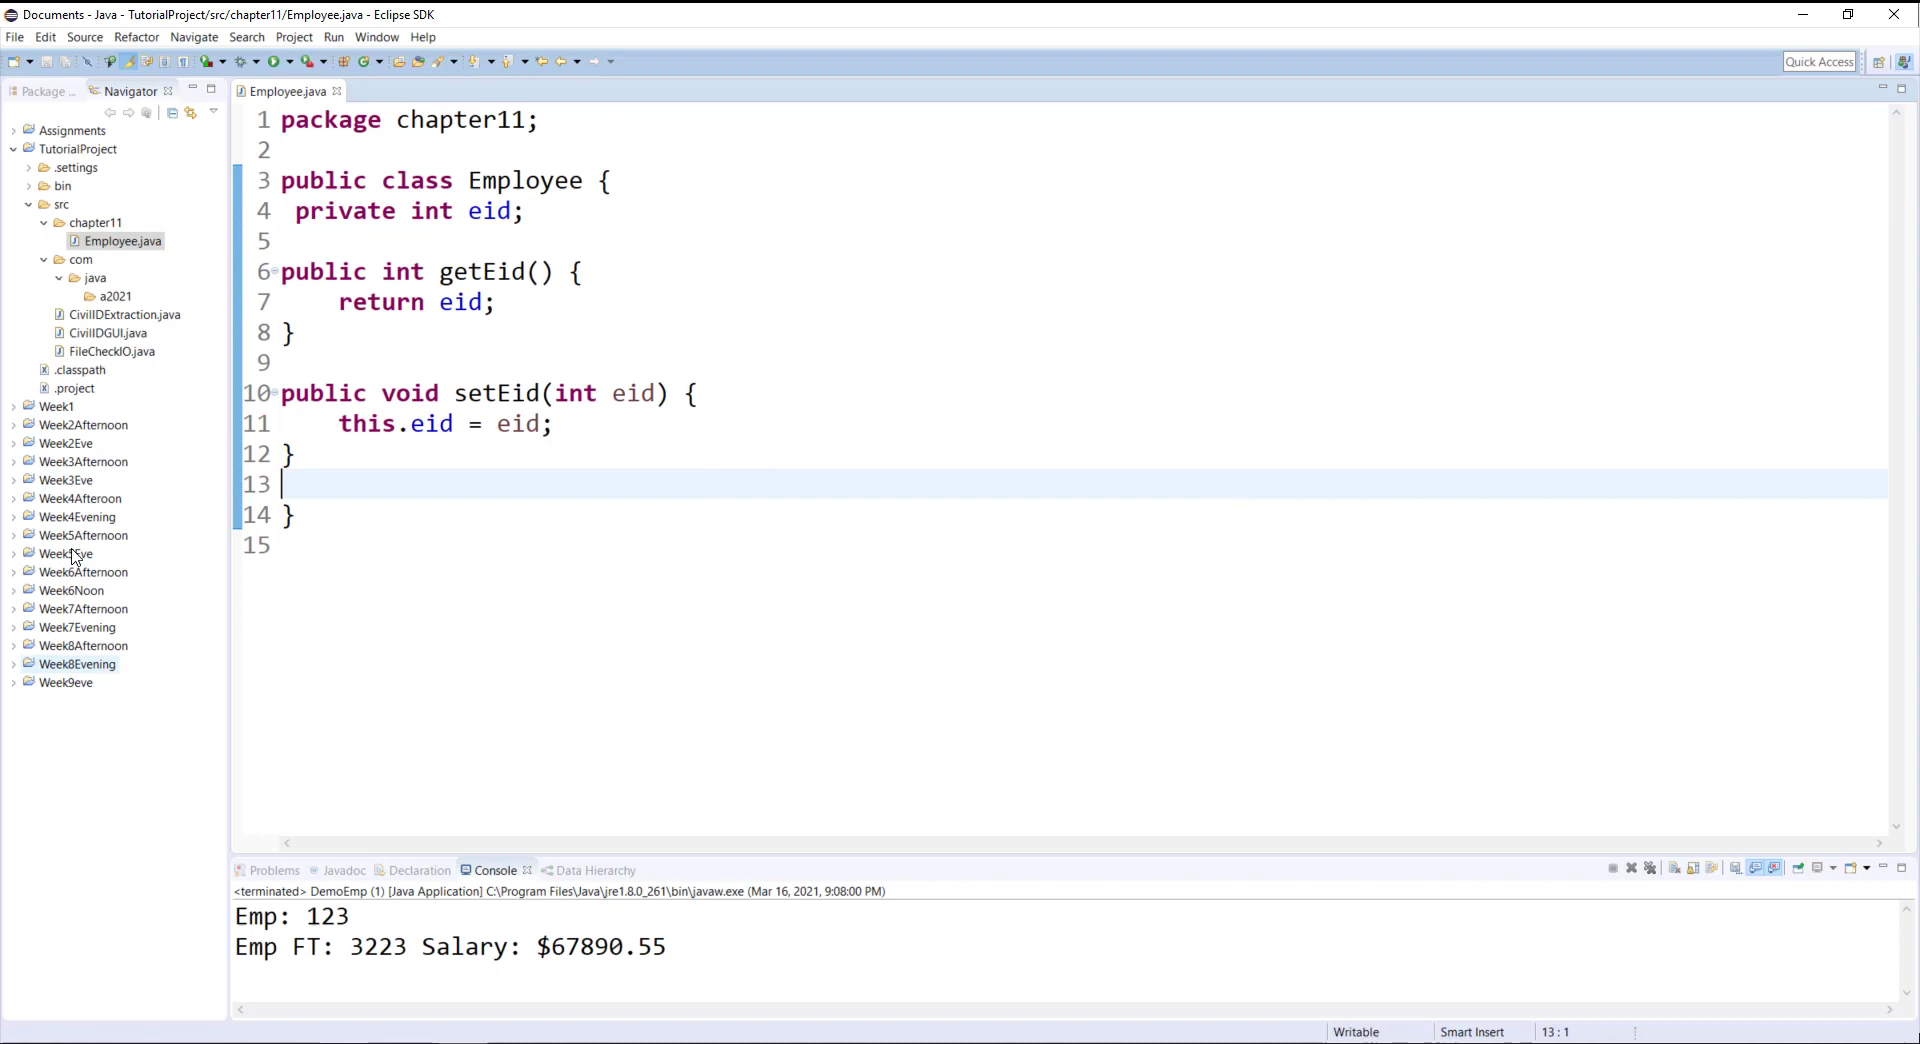 Documents - Java - TutorialProject/src/chapter11/Employee.java - Eclipse SDK
File Edit Source Refactor Navigate Search Project Run Window Help
Quick Access
Package ... Navigator
Employee.java
Assignments
TutorialProject
.settings
bin
src
chapter11
Employee.java
com
java
a2021
CivilIDExtraction.java
CivilIDGUI.java
FileCheckIO.java
.classpath
.project
Week1
Week2Afternoon
Week2Eve
Week3Afternoon
Week3Eve
Week4Afteroon
Week4Evening
Week5Afternoon
Week5Eve
Week6Afternoon
Week6Noon
Week7Afternoon
Week7Evening
Week8Afternoon
Week8Evening
Week9eve
1 package chapter11;
2
3 public class Employee {
4 private int eid;
5
6 public int getEid() {
7 return eid;
8 }
9
10 public void setEid(int eid) {
11 this.eid = eid;
12 }
13
14 }
15
Problems Javadoc Declaration Console Data Hierarchy
<terminated> DemoEmp (1) [Java Application] C:\Program Files\Java\jre1.8.0_261\bin\javaw.exe (Mar 16, 2021, 9:08:00 PM)
Emp: 123
Emp FT: 3223 Salary: $67890.55
Writable Smart Insert 13 : 1